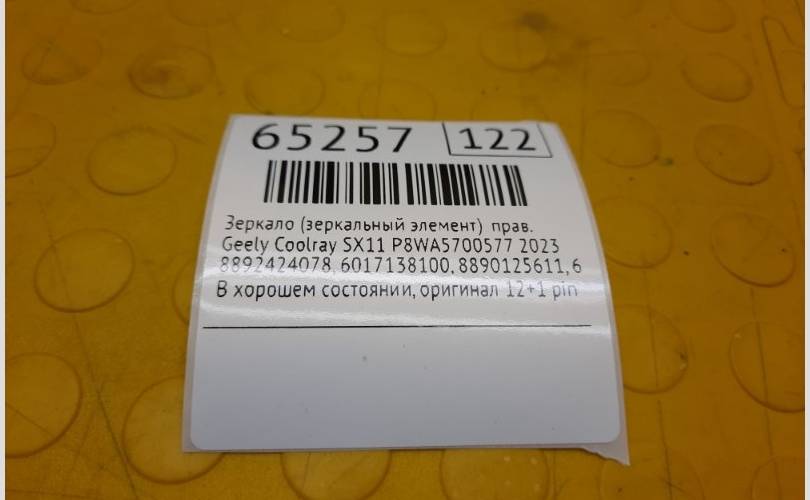 65257 122
Зеркало (зеркальный элемент) прав.
Geely Coolray SX11 P8WA5700577 2023
8892424078, 6017138100, 8890125611, 6
В хорошем состоянии, оригинал 12+1 pin